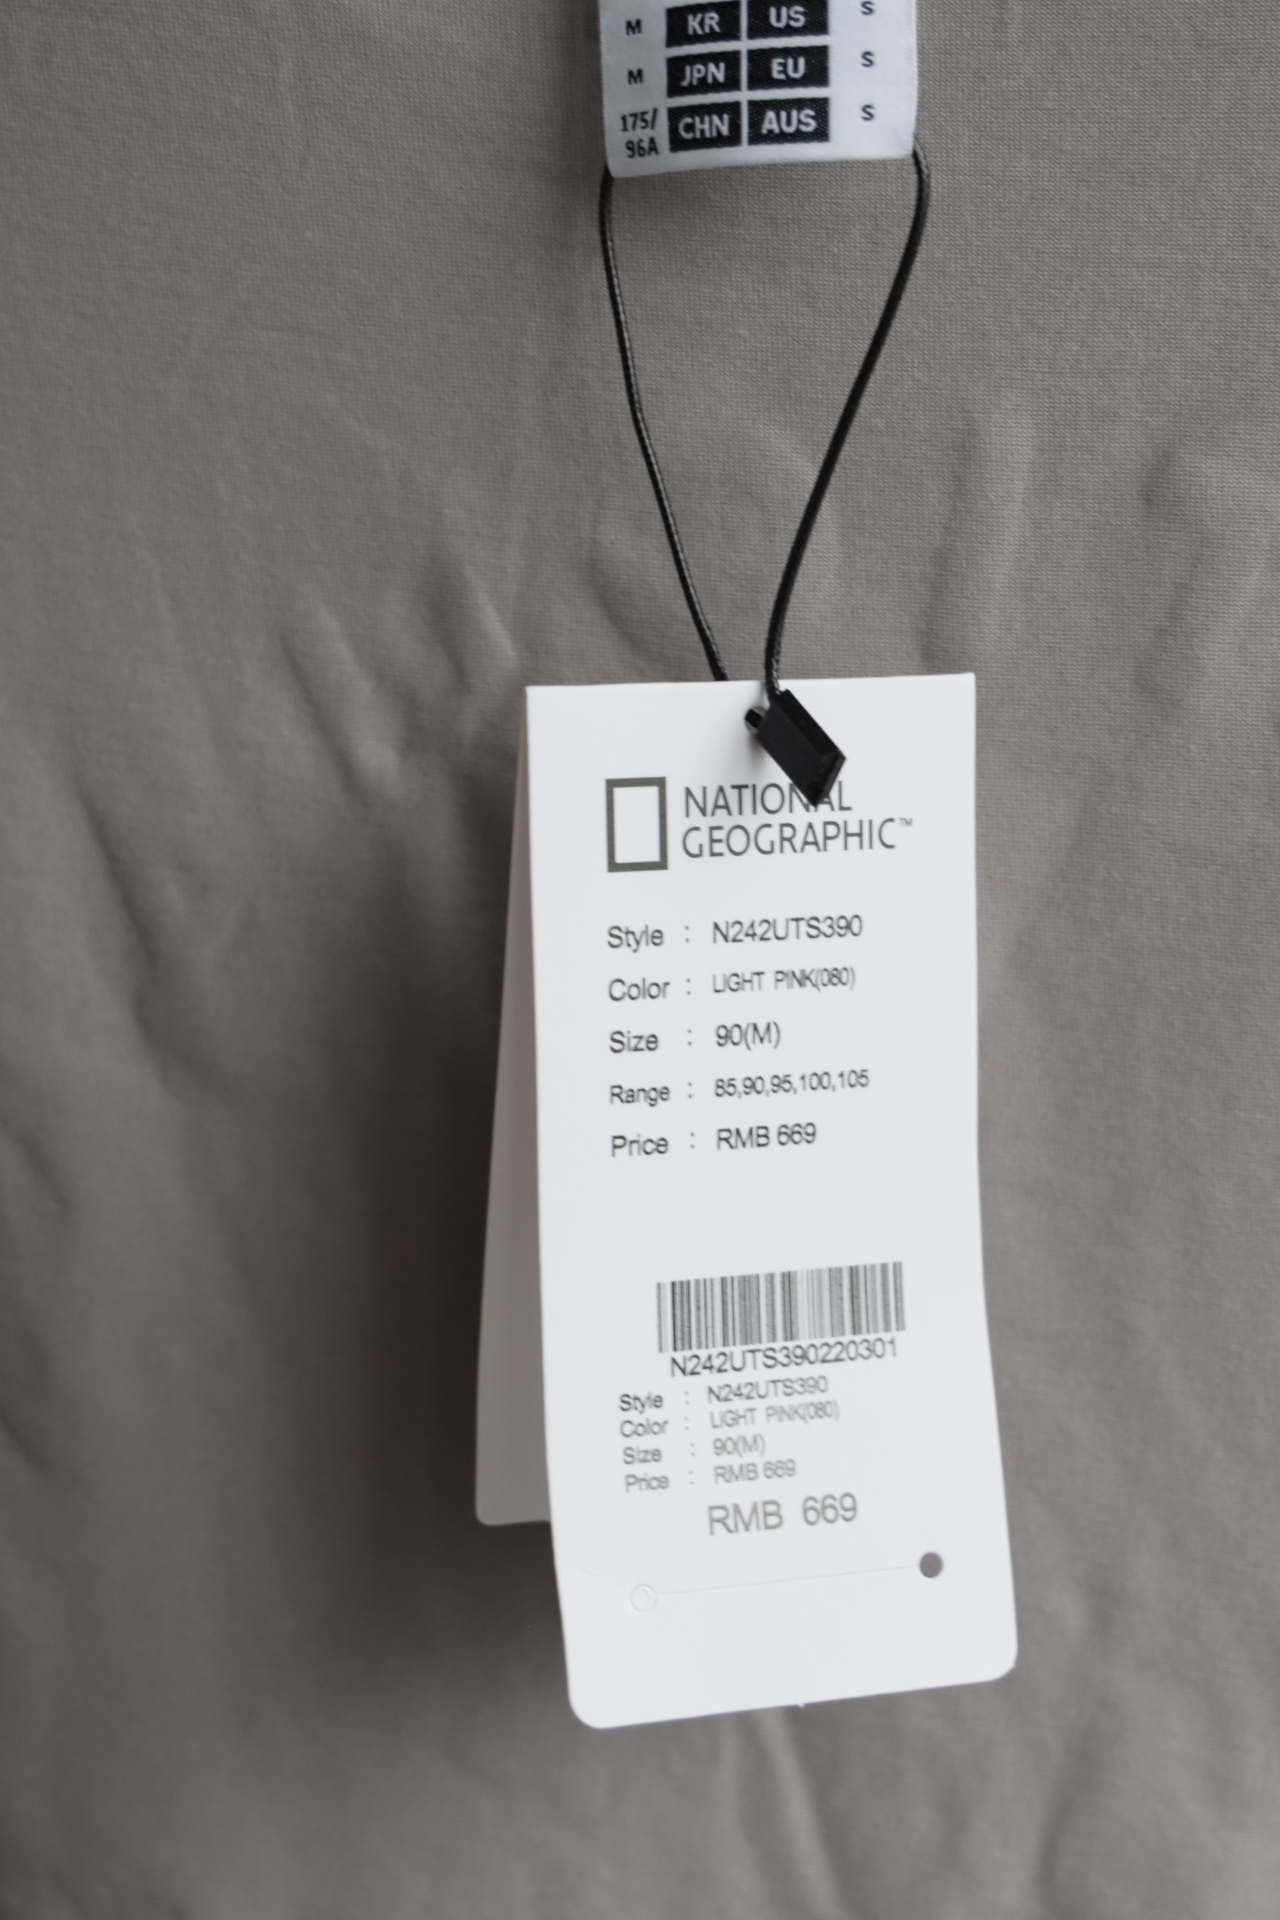 M KR US S
M JPN EU S
175/
96A CHN AUS S
NATIONAL
GEOGRAPHIC™
Style : N242UTS390
Color : LIGHT PINK(080)
Size : 90(M)
Range : 85,90,95,100,105
Price : RMB 669
N242UTS390220301
Style : N242UTS390
Color : LIGHT PINK(080)
Size : 90(M)
Price : RMB 669
RMB 669